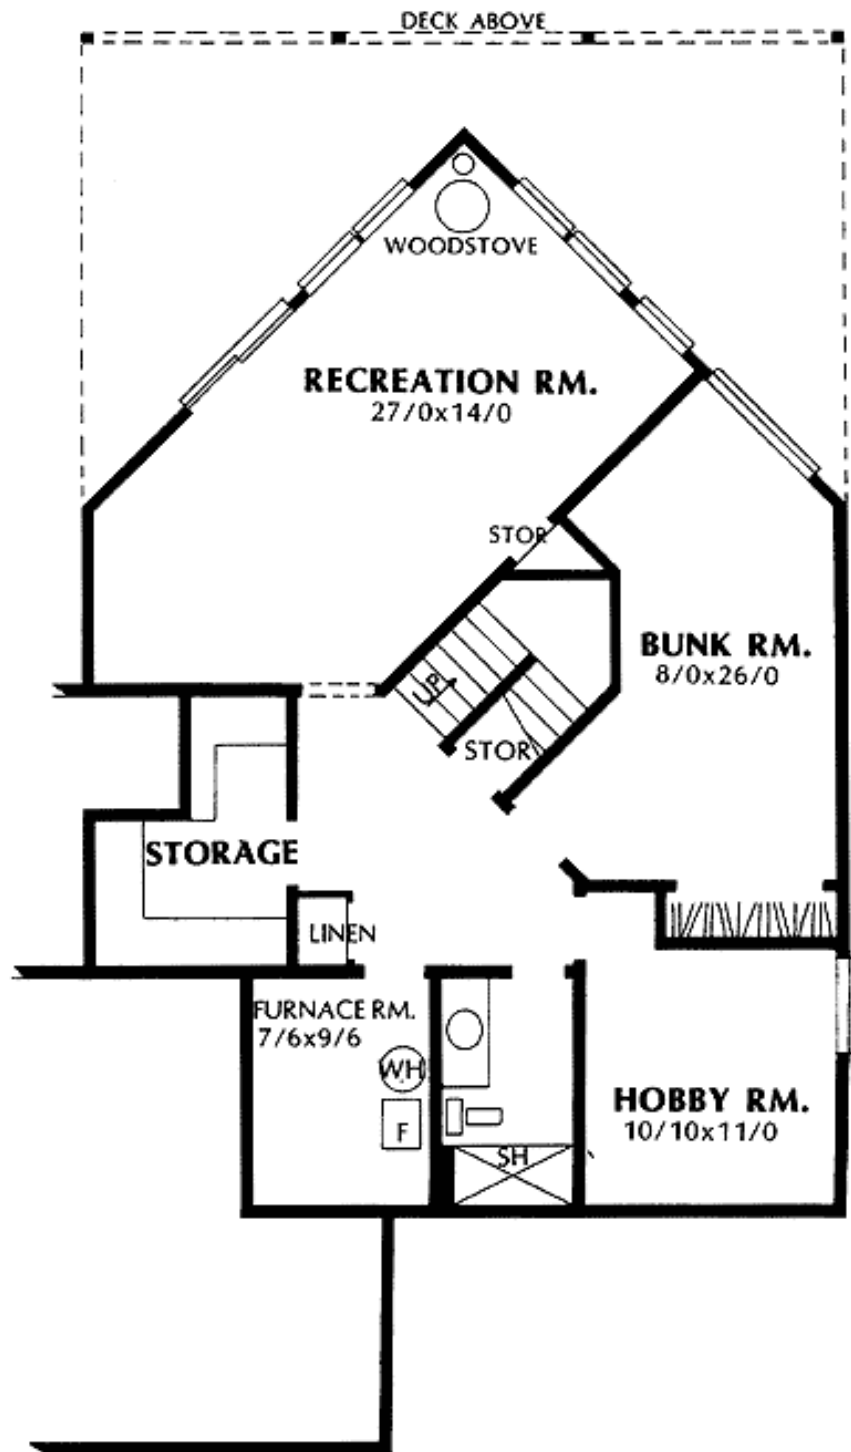 DECK ABOVE
WOODSTOVE
RECREATION RM.
27/0x14/0
STOR
BUNK RM.
8/0x26/0
UP
STOR
STORAGE
LINEN
FURNACE RM.
7/6x9/6
WH
F
SH
HOBBY RM.
10/10x11/0